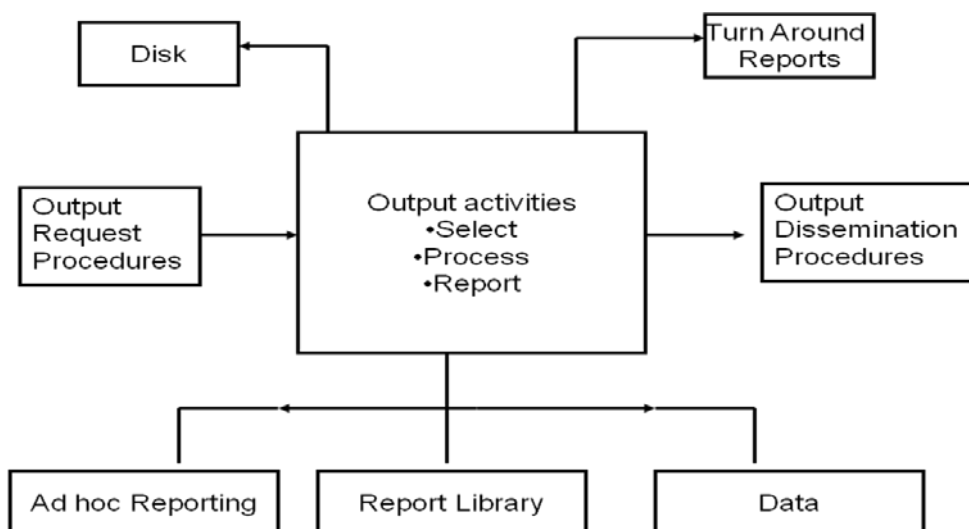 Disk
Turn Around
Reports
Output
Request
Procedures
Output activities
•Select
•Process
•Report
Output
Dissemination
Procedures
Ad hoc Reporting
Report Library
Data